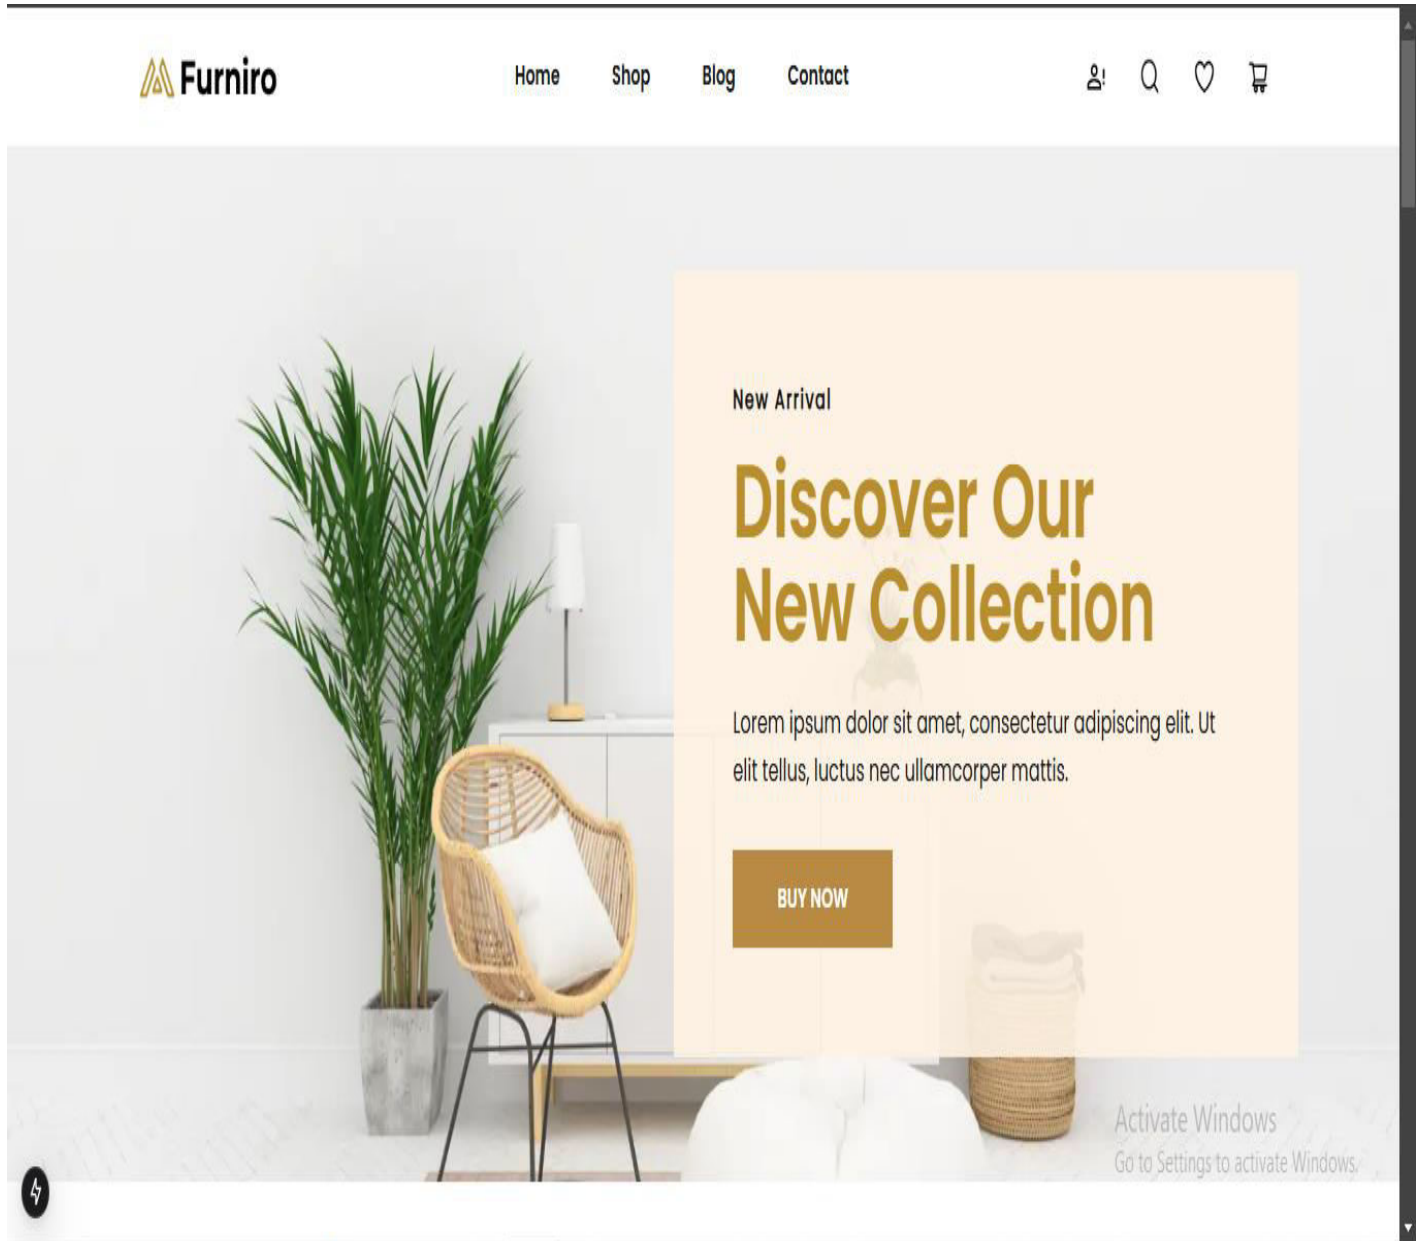 Furniro
Home Shop Blog Contact
New Arrival
Discover Our
New Collection
Lorem ipsum dolor sit amet, consectetur adipiscing elit. Ut
elit tellus, luctus nec ullamcorper mattis.
BUY NOW
Activate Windows
Go to Settings to activate Windows.